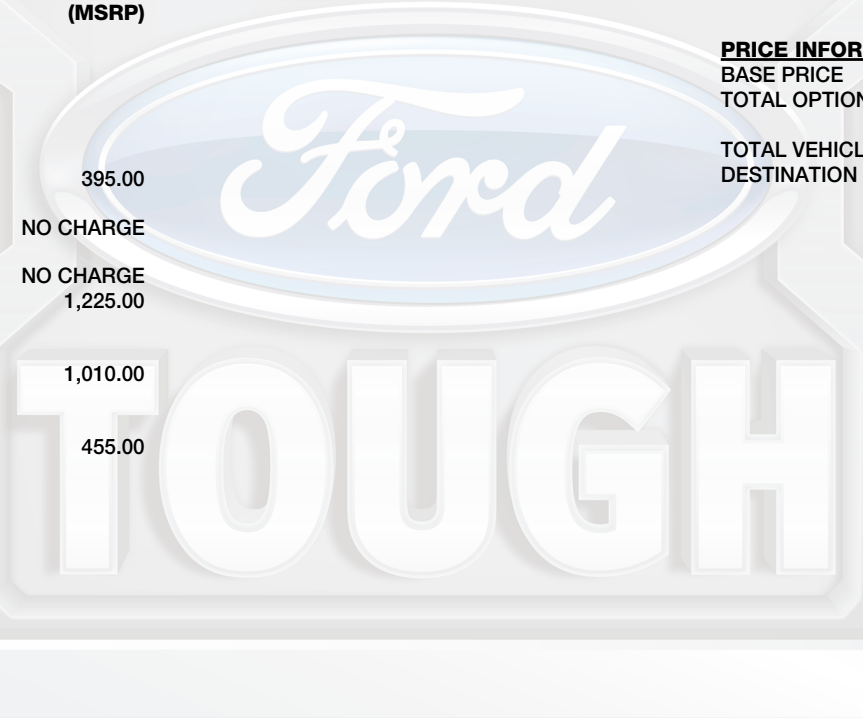 (MSRP)
395.00
NO CHARGE
NO CHARGE
1,225.00
1,010.00
455.00
PRICE INFOR
BASE PRICE
TOTAL OPTION
TOTAL VEHICL
DESTINATION
Ford
TOUGH